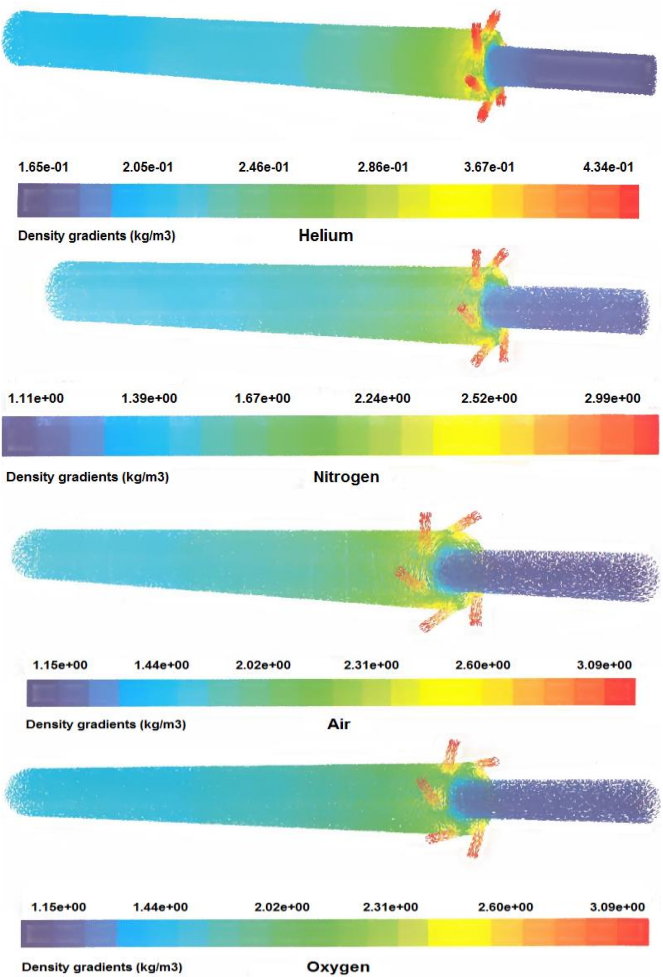 1.65e-01 2.05e-01 2.46e-01 2.86e-01 3.67e-01 4.34e-01
Density gradients (kg/m3) Helium
1.11e+00 1.39e+00 1.67e+00 2.24e+00 2.52e+00 2.99e+00
Density gradients (kg/m3) Nitrogen
1.15e+00 1.44e+00 2.02e+00 2.31e+00 2.60e+00 3.09e+00
Density gradients (kg/m3) Air
1.15e+00 1.44e+00 2.02e+00 2.31e+00 2.60e+00 3.09e+00
Density gradients (kg/m3) Oxygen